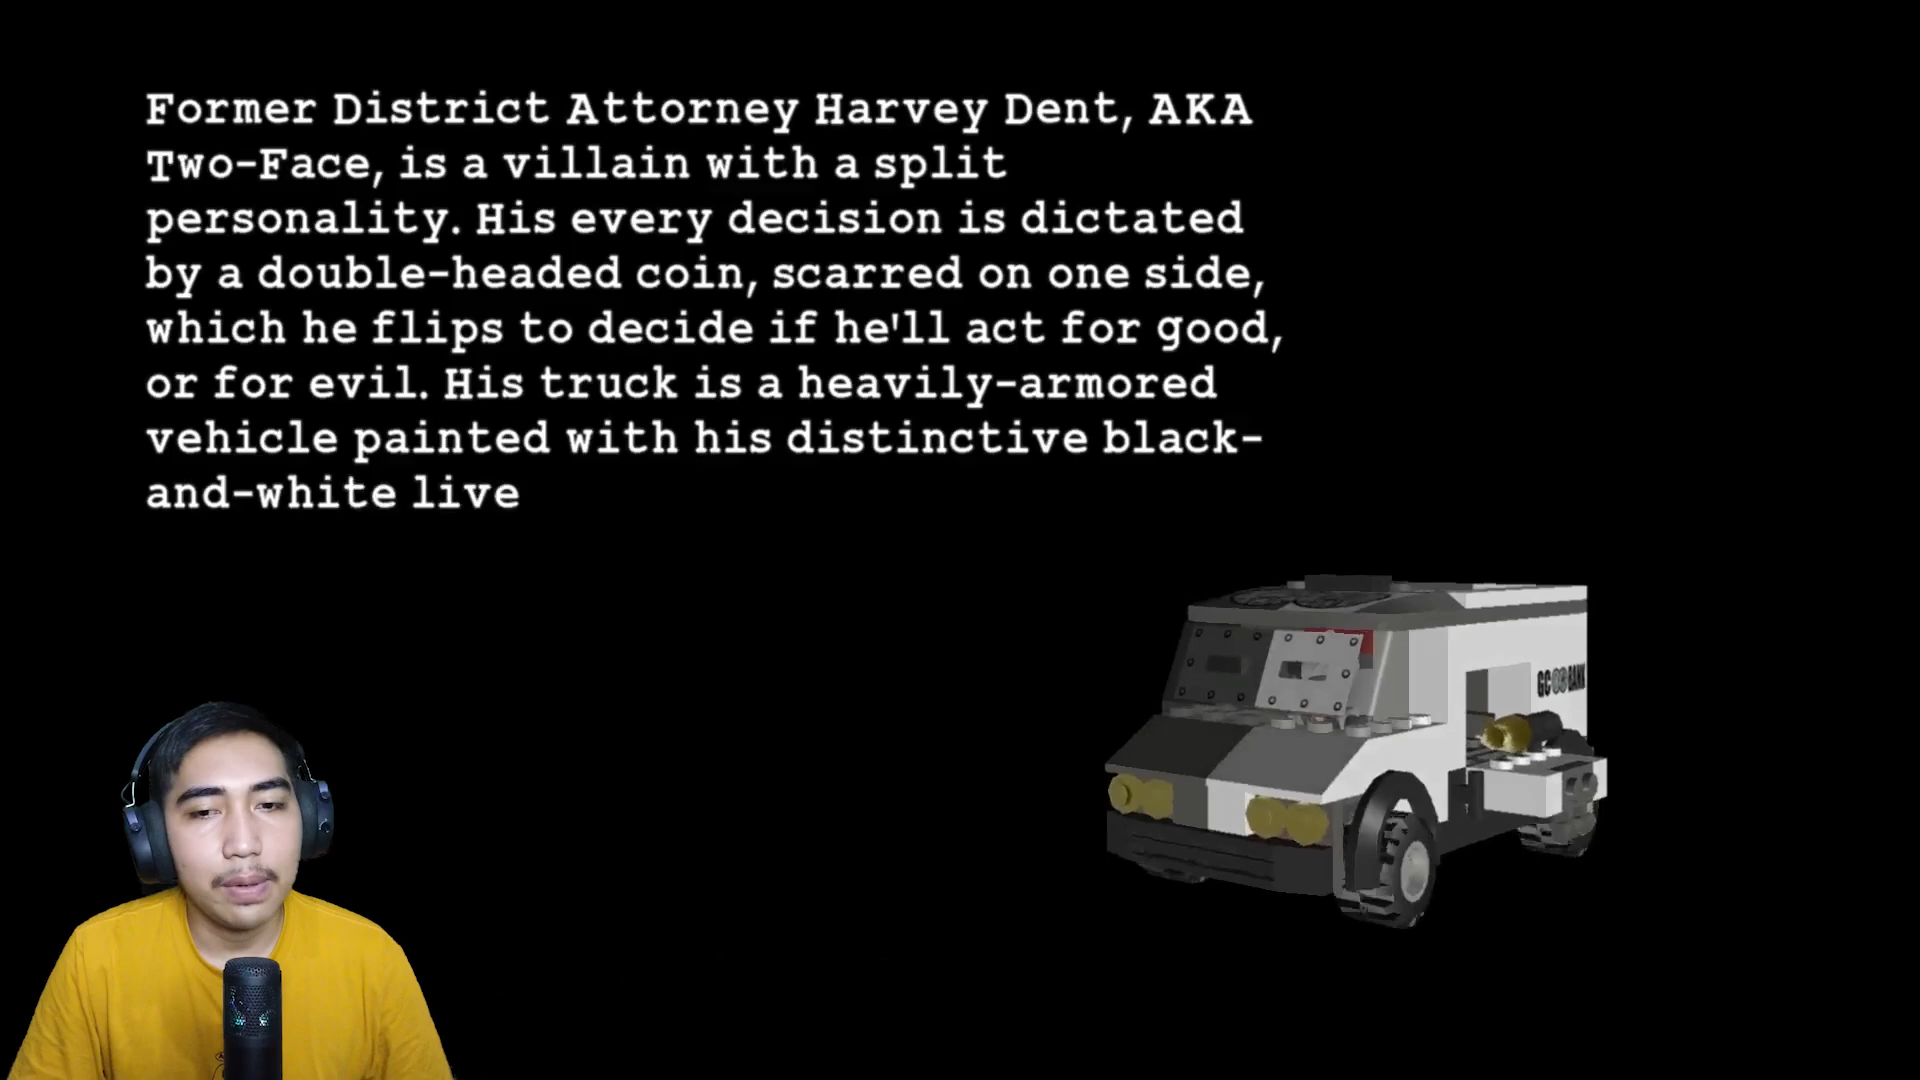 Former District Attorney Harvey Dent, AKA
Two-Face, is a villain with a split
personality. His every decision is dictated
by a double-headed coin, scarred on one side,
which he flips to decide if he'll act for good,
or for evil. His truck is a heavily-armored
vehicle painted with his distinctive black-
and-white live
GC BANK